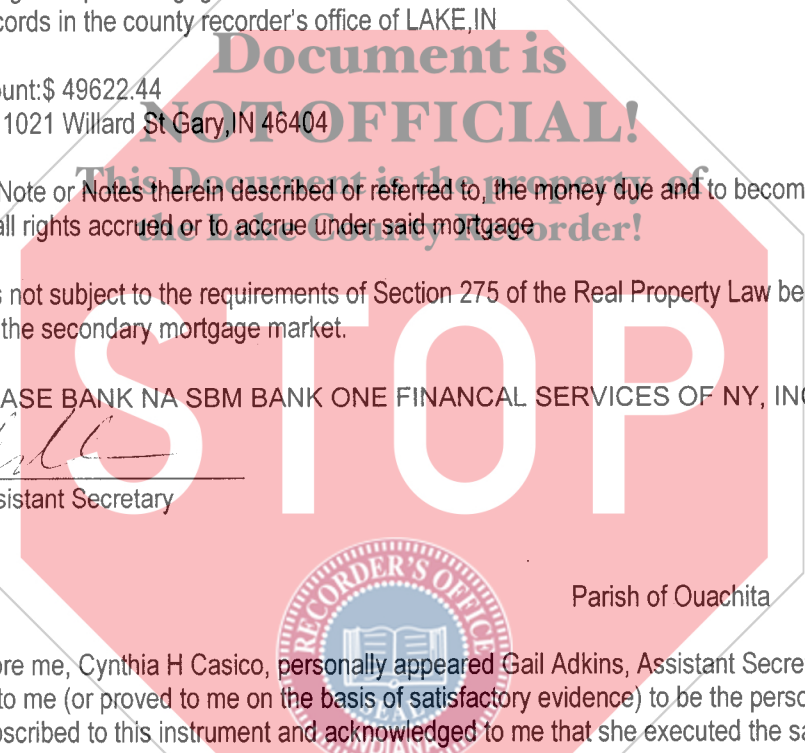 cords in the county recorder's office of LAKE,IN
Document is
unt:$ 49622.44
NOT OFFICIAL!
1021 Willard St Gary,IN 46404
This Document is the property of
Note or Notes therein described or referred to, the money due and to becom
all rights accrued or to accrue under said mortgage
the Lake County Recorder!
s not subject to the requirements of Section 275 of the Real Property Law be
the secondary mortgage market.
STOP
ASE BANK NA SBM BANK ONE FINANCAL SERVICES OF NY, INC
sistant Secretary
RECORDER'S OFFICE
Parish of Ouachita
ore me, Cynthia H Casico, personally appeared Gail Adkins, Assistant Secre
to me (or proved to me on the basis of satisfactory evidence) to be the perso
SEAL
bscribed to this instrument and acknowledged to me that she executed the sa
INDIANA